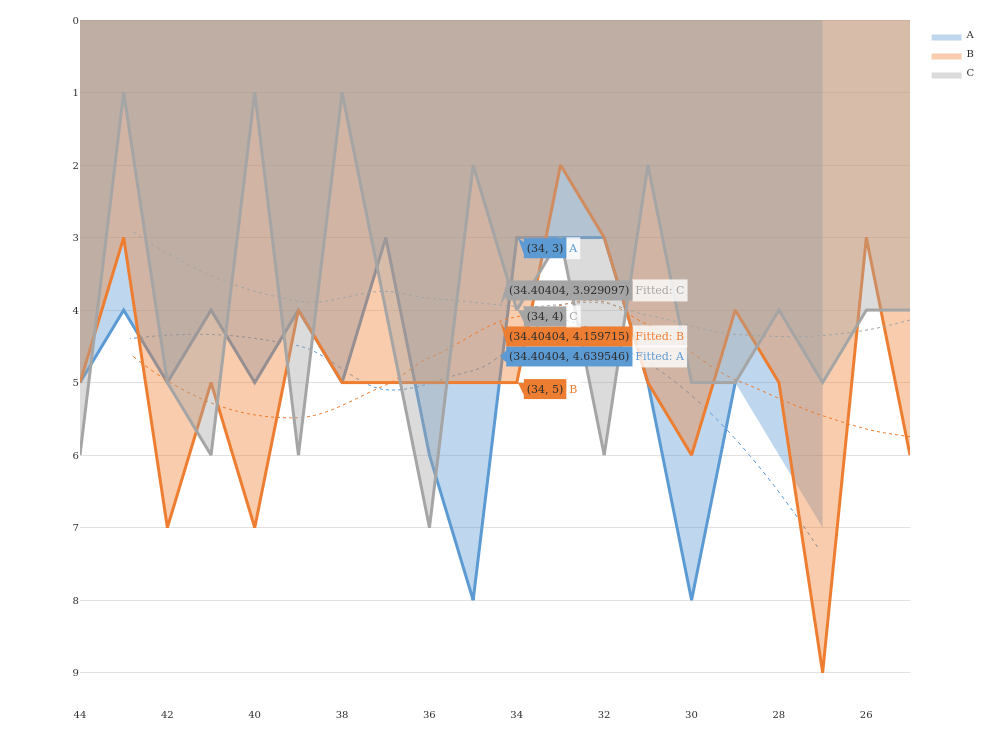 0
A
B
C
1
2
3
(34, 3) A
(34.40404, 3.929097) Fitted: C
4
(34, 4) C
(34.40404, 4.159715) Fitted: B
(34.40404, 4.639546) Fitted: A
5
(34, 5) B
6
7
8
9
44 42 40 38 36 34 32 30 28 26